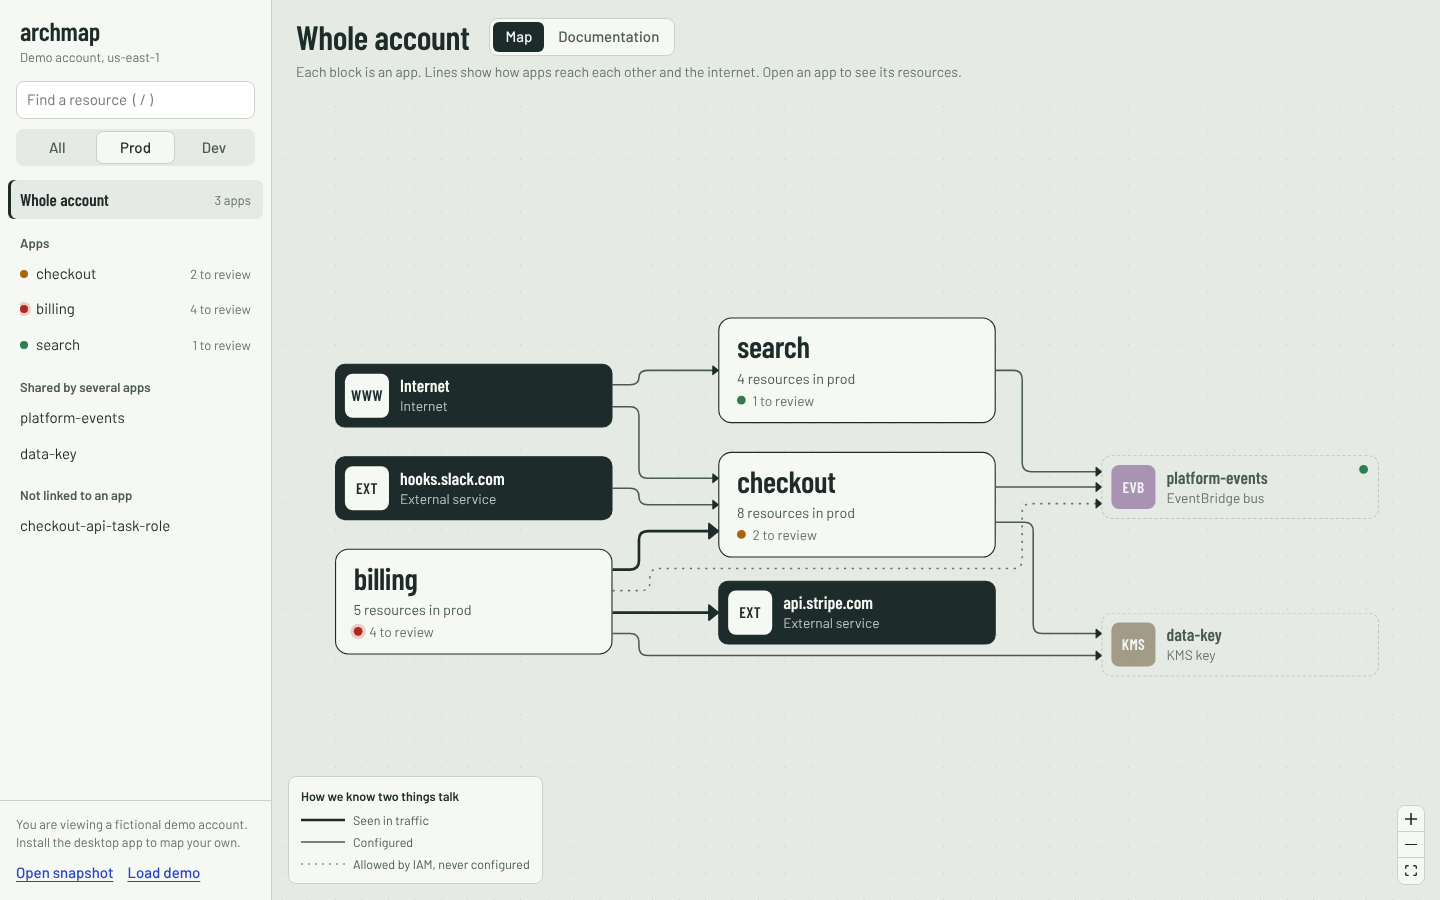 archmap
Demo account, us-east-1
Find a resource ( / )
All
Prod
Dev
Whole account
3 apps
Apps
checkout
2 to review
billing
4 to review
search
1 to review
Shared by several apps
platform-events
data-key
Not linked to an app
checkout-api-task-role
You are viewing a fictional demo account.
Install the desktop app to map your own.
Open snapshot
Load demo
Whole account
Map
Documentation
Each block is an app. Lines show how apps reach each other and the internet. Open an app to see its resources.
WWW
Internet
Internet
EXT
hooks.slack.com
External service
billing
5 resources in prod
4 to review
search
4 resources in prod
1 to review
checkout
8 resources in prod
2 to review
EXT
api.stripe.com
External service
EVB
platform-events
EventBridge bus
KMS
data-key
KMS key
How we know two things talk
Seen in traffic
Configured
Allowed by IAM, never configured